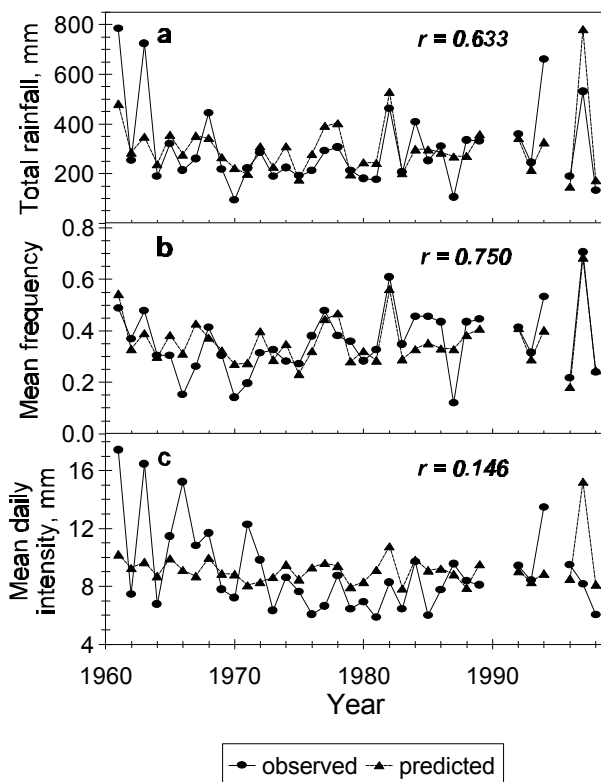 a
r = 0.633
Total rainfall, mm
800
600
400
200
b
r = 0.750
Mean frequency
0.8
0.6
0.4
0.2
0.0
c
r = 0.146
Mean daily
intensity, mm
16
12
8
4
1960
1970
1980
1990
Year
observed
predicted